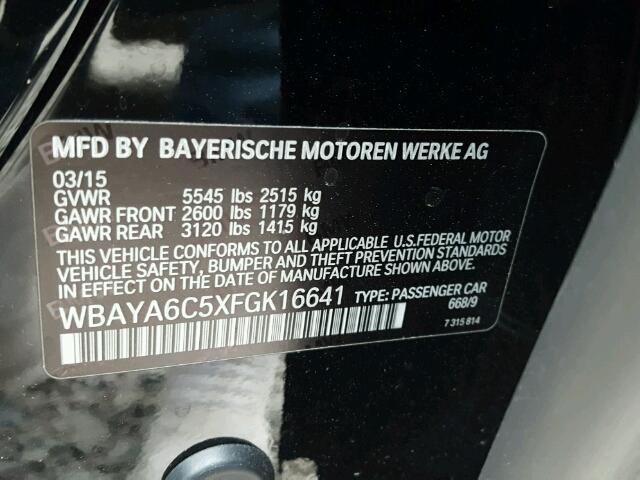 MFD BY BAYERISCHE MOTOREN WERKE AG
03/15
GVWR 5545 lbs 2515 kg
GAWR FRONT 2600 lbs 1179 kg
GAWR REAR 3120 lbs 1415 kg
THIS VEHICLE CONFORMS TO ALL APPLICABLE U.S.FEDERAL MOTOR
VEHICLE SAFETY, BUMPER AND THEFT PREVENTION STANDARDS
IN EFFECT ON THE DATE OF MANUFACTURE SHOWN ABOVE.
WBAYA6C5XFGK16641 TYPE: PASSENGER CAR
668/9
7 315 814